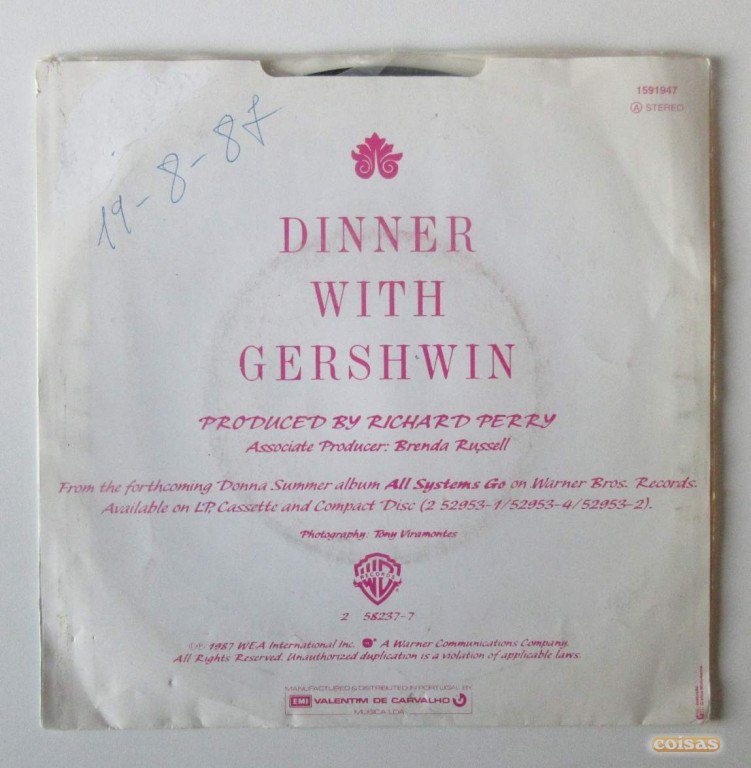 1591947
Ⓐ STEREO
19-8-87
DINNER
WITH
GERSHWIN
PRODUCED BY RICHARD PERRY
Associate Producer: Brenda Russell
From the forthcoming Donna Summer album All Systems Go on Warner Bros. Records.
Available on LP, Cassette and Compact Disc (2 52953-1/52953-4/52953-2).
Photography: Tony Viramontes
RECORDS
2 58237-7
©℗ 1987 WEA International Inc. A Warner Communications Company.
All Rights Reserved. Unauthorized duplication is a violation of applicable laws.
MANUFACTURED & DISTRIBUTED IN PORTUGAL BY
EMI VALENTIM DE CARVALHO
MÚSICA LDA
coisas